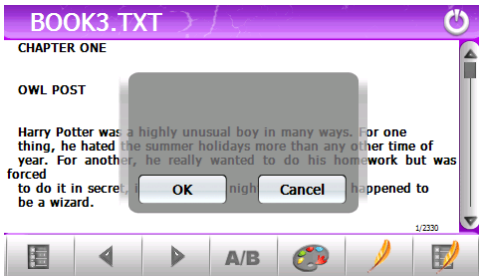 BOOK3.TXT
CHAPTER ONE
OWL POST
Harry Potter was a highly unusual boy in many ways. For one
thing, he hated the summer holidays more than any other time of
year. For another, he really wanted to do his homework but was
forced
to do it in secret, nigh happened to
be a wizard.
OK Cancel
1/2330
A/B